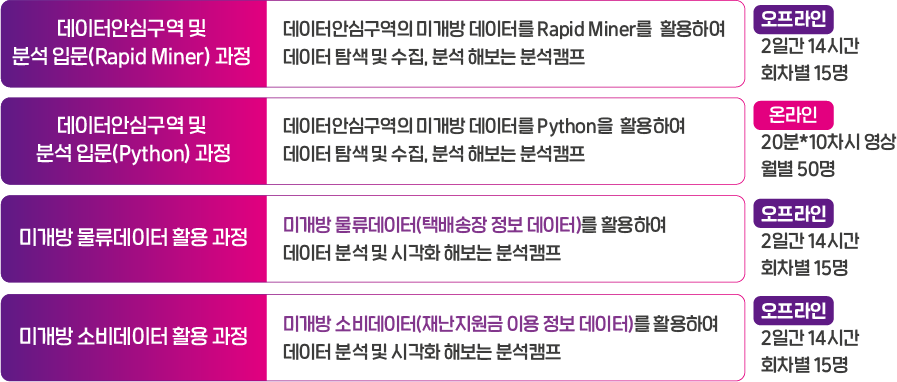 데이터안심구역 및
분석 입문(Rapid Miner) 과정
데이터안심구역의 미개방 데이터를 Rapid Miner를 활용하여
데이터 탐색 및 수집, 분석 해보는 분석캠프
오프라인
2일간 14시간
회차별 15명
데이터안심구역 및
분석 입문(Python) 과정
데이터안심구역의 미개방 데이터를 Python을 활용하여
데이터 탐색 및 수집, 분석 해보는 분석캠프
온라인
20분*10차시 영상
월별 50명
미개방 물류데이터 활용 과정
미개방 물류데이터(택배송장 정보 데이터)를 활용하여
데이터 분석 및 시각화 해보는 분석캠프
오프라인
2일간 14시간
회차별 15명
미개방 소비데이터 활용 과정
미개방 소비데이터(재난지원금 이용 정보 데이터)를 활용하여
데이터 분석 및 시각화 해보는 분석캠프
오프라인
2일간 14시간
회차별 15명